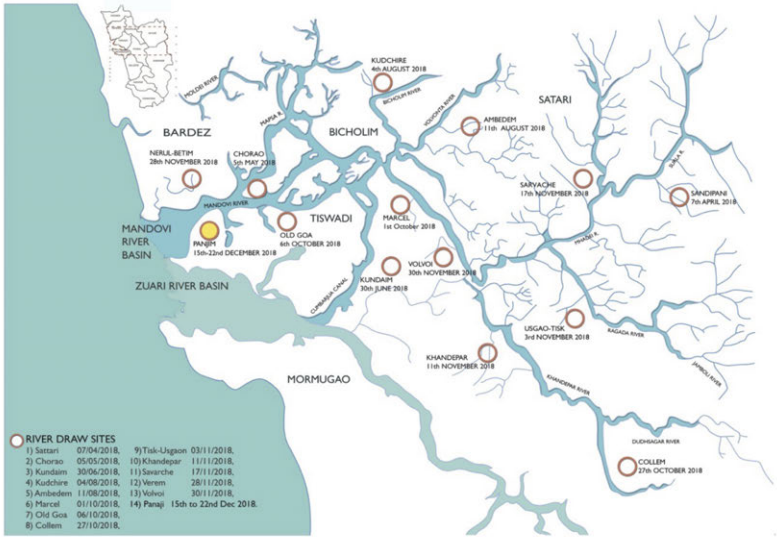 KUDCHIRE
4th AUGUST 2018
MOLDEI RIVER
MAPSA R.
BICHOLIM RIVER
VOLVONTA RIVER
SATARI
BARDEZ
BICHOLIM
AMBEDEM
11th AUGUST 2018
NERUL-BETIM
28th NOVEMBER 2018
CHORAO
5th MAY 2018
SARVACHE
17th NOVEMBER 2018
SANDIPANI
7th APRIL 2018
MANDOVI RIVER
TISWADI
MARCEL
1st October 2018
MANDOVI
RIVER
BASIN
PANJIM
15th-22nd DECEMBER 2018
OLD GOA
6th OCTOBER 2018
VOLVOI
30th NOVEMBER 2018
KUNDAIM
30th JUNE 2018
ZUARI RIVER BASIN
CUMBARJUA CANAL
USGAO-TISK
3rd NOVEMBER 2018
RAGADA RIVER
KHANDEPAR
11th NOVEMBER 2018
JAMBOLI RIVER
MORMUGAO
KHANDEPAR RIVER
DUDHSAGAR RIVER
COLLEM
27th OCTOBER 2018
RIVER DRAW SITES
1) Sattari 07/04/2018,
2) Chorao 05/05/2018,
3) Kundaim 30/06/2018,
4) Kudchire 04/08/2018,
5) Ambedem 11/08/2018,
6) Marcel 01/10/2018,
7) Old Goa 06/10/2018,
8) Collem 27/10/2018,
9) Tisk-Usgaon 03/11/2018,
10) Khandepar 11/11/2018,
11) Savarche 17/11/2018,
12) Verem 28/11/2018,
13) Volvoi 30/11/2018,
14) Panaji 15th to 22nd Dec 2018.